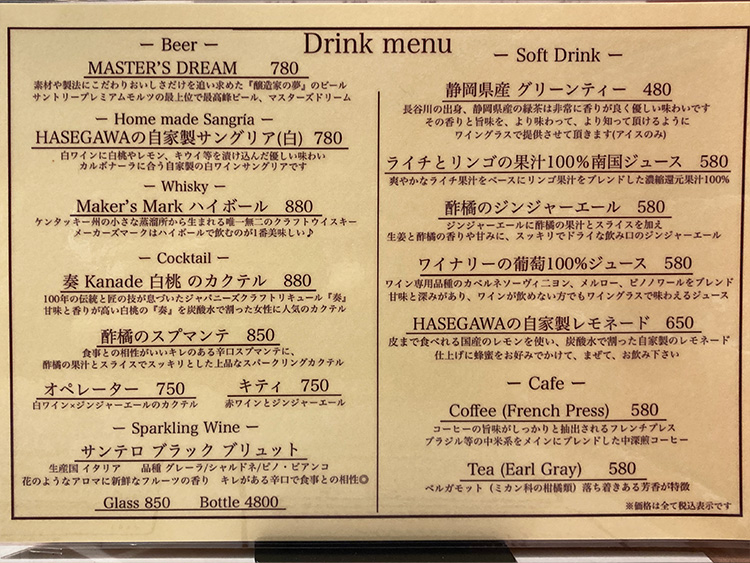 Drink menu
— Beer —
MASTER'S DREAM 780
素材や製法にこだわりおいしさだけを追い求めた『醸造家の夢』のビール
サントリープレミアムモルツの最上位で最高峰ビール、マスターズドリーム
— Home made Sangría —
HASEGAWAの自家製サングリア(白) 780
白ワインに白桃やレモン、キウイ等を漬け込んだ優しい味わい
カルボナーラに合う自家製の白ワインサングリアです
— Whisky —
Maker's Mark ハイボール 880
ケンタッキー州の小さな蒸溜所から生まれる唯一無二のクラフトウイスキー
メーカーズマークはハイボールで飲むのが1番美味しい♪
— Cocktail —
奏 Kanade 白桃 のカクテル 880
100年の伝統と匠の技が息づいたジャパニーズクラフトリキュール『奏』
甘味と香りが高い白桃の『奏』を炭酸水で割った女性に人気のカクテル
酢橘のスプマンテ 850
食事との相性がいいキレのある辛口スプマンテに、
酢橘の果汁とスライスでスッキリとした上品なスパークリングカクテル
オペレーター 750 キティ 750
白ワイン×ジンジャーエールのカクテル 赤ワインとジンジャーエール
— Sparkling Wine —
サンテロ ブラック ブリュット
生産国 イタリア 品種 グレーラ/シャルドネ/ピノ・ビアンコ
花のようなアロマに新鮮なフルーツの香り キレがある辛口で食事との相性◎
Glass 850 Bottle 4800
— Soft Drink —
静岡県産 グリーンティー 480
長谷川の出身、静岡県産の緑茶は非常に香りが良く優しい味わいです
その香りと旨味を、より味わって、より知って頂けるように
ワイングラスで提供させて頂きます(アイスのみ)
ライチとリンゴの果汁100%南国ジュース 580
爽やかなライチ果汁をベースにリンゴ果汁をブレンドした濃縮還元果汁100%
酢橘のジンジャーエール 580
ジンジャーエールに酢橘の果汁とスライスを加え
生姜と酢橘の香りや甘みに、スッキリでドライな飲み口のジンジャーエール
ワイナリーの葡萄100%ジュース 580
ワイン専用品種のカベルネソーヴィニヨン、メルロー、ピノノワールをブレンド
甘味と深みがあり、ワインが飲めない方でもワイングラスで味わえるジュース
HASEGAWAの自家製レモネード 650
皮まで食べれる国産のレモンを使い、炭酸水で割った自家製のレモネード
仕上げに蜂蜜をお好みでかけて、まぜて、お飲み下さい
— Cafe —
Coffee (French Press) 580
コーヒーの旨味がしっかりと抽出されるフレンチプレス
ブラジル等の中米系をメインにブレンドした中深煎コーヒー
Tea (Earl Gray) 580
ベルガモット（ミカン科の柑橘類）落ち着きある芳香が特徴
※価格は全て税込表示です